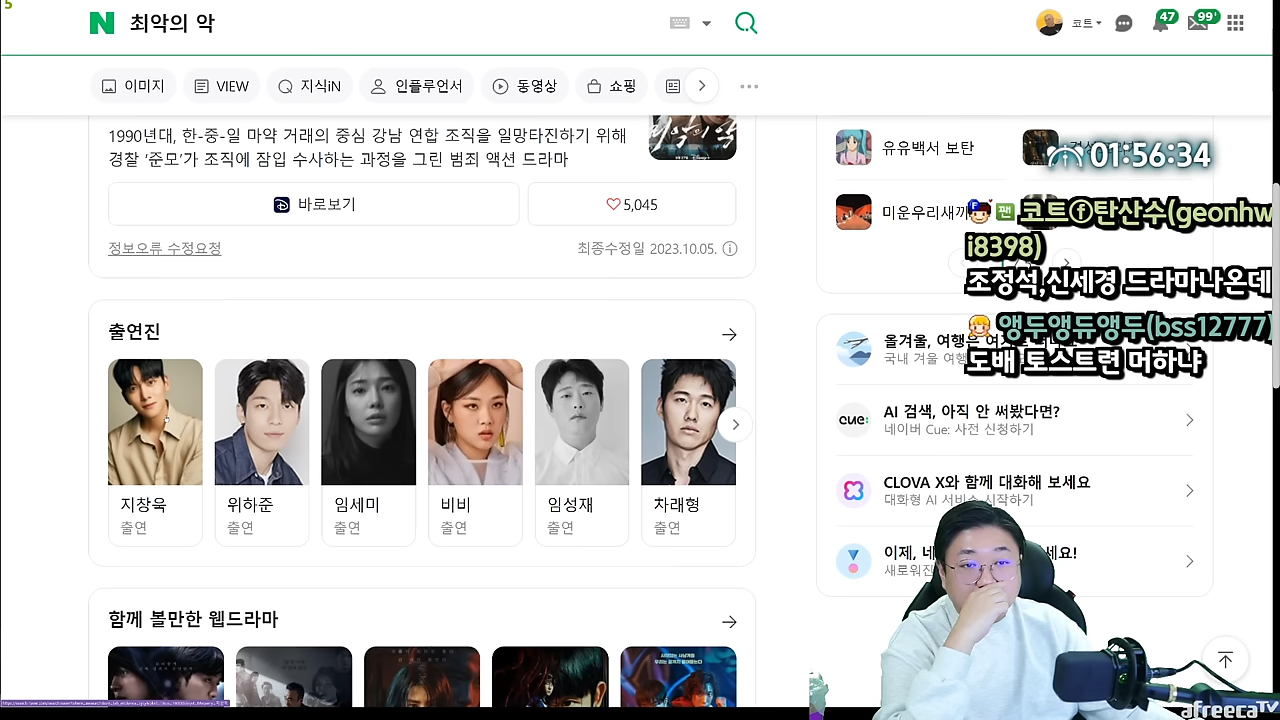 5
N 최악의 악
코트
47
99+
이미지
VIEW
지식iN
인플루언서
동영상
쇼핑
1990년대, 한-중-일 마약 거래의 중심 강남 연합 조직을 일망타진하기 위해
경찰 '준모'가 조직에 잠입 수사하는 과정을 그린 범죄 액션 드라마
바로보기
5,045
정보오류 수정요청
최종수정일 2023.10.05.
출연진
지창욱
출연
위하준
출연
임세미
출연
비비
출연
임성재
출연
차래형
출연
함께 볼만한 웹드라마
유유백서 보탄
미운우리새끼
01:56:34
팬 코트ⓕ탄산수(geonhw
i8398)
조정석,신세경 드라마나온데
앵두앵듀앵두(bss12777)
도배 토스트련 머하냐
올겨울, 여행은
국내 겨울 여행
cue:
AI 검색, 아직 안 써봤다면?
네이버 Cue: 사전 신청하기
CLOVA X와 함께 대화해 보세요
대화형 AI 서비스 시작하기
이제, 네
세요!
새로워진
afreecaTV